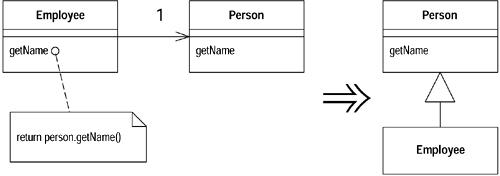 Employee
getName
1
Person
getName
return person.getName()
Person
getName
Employee